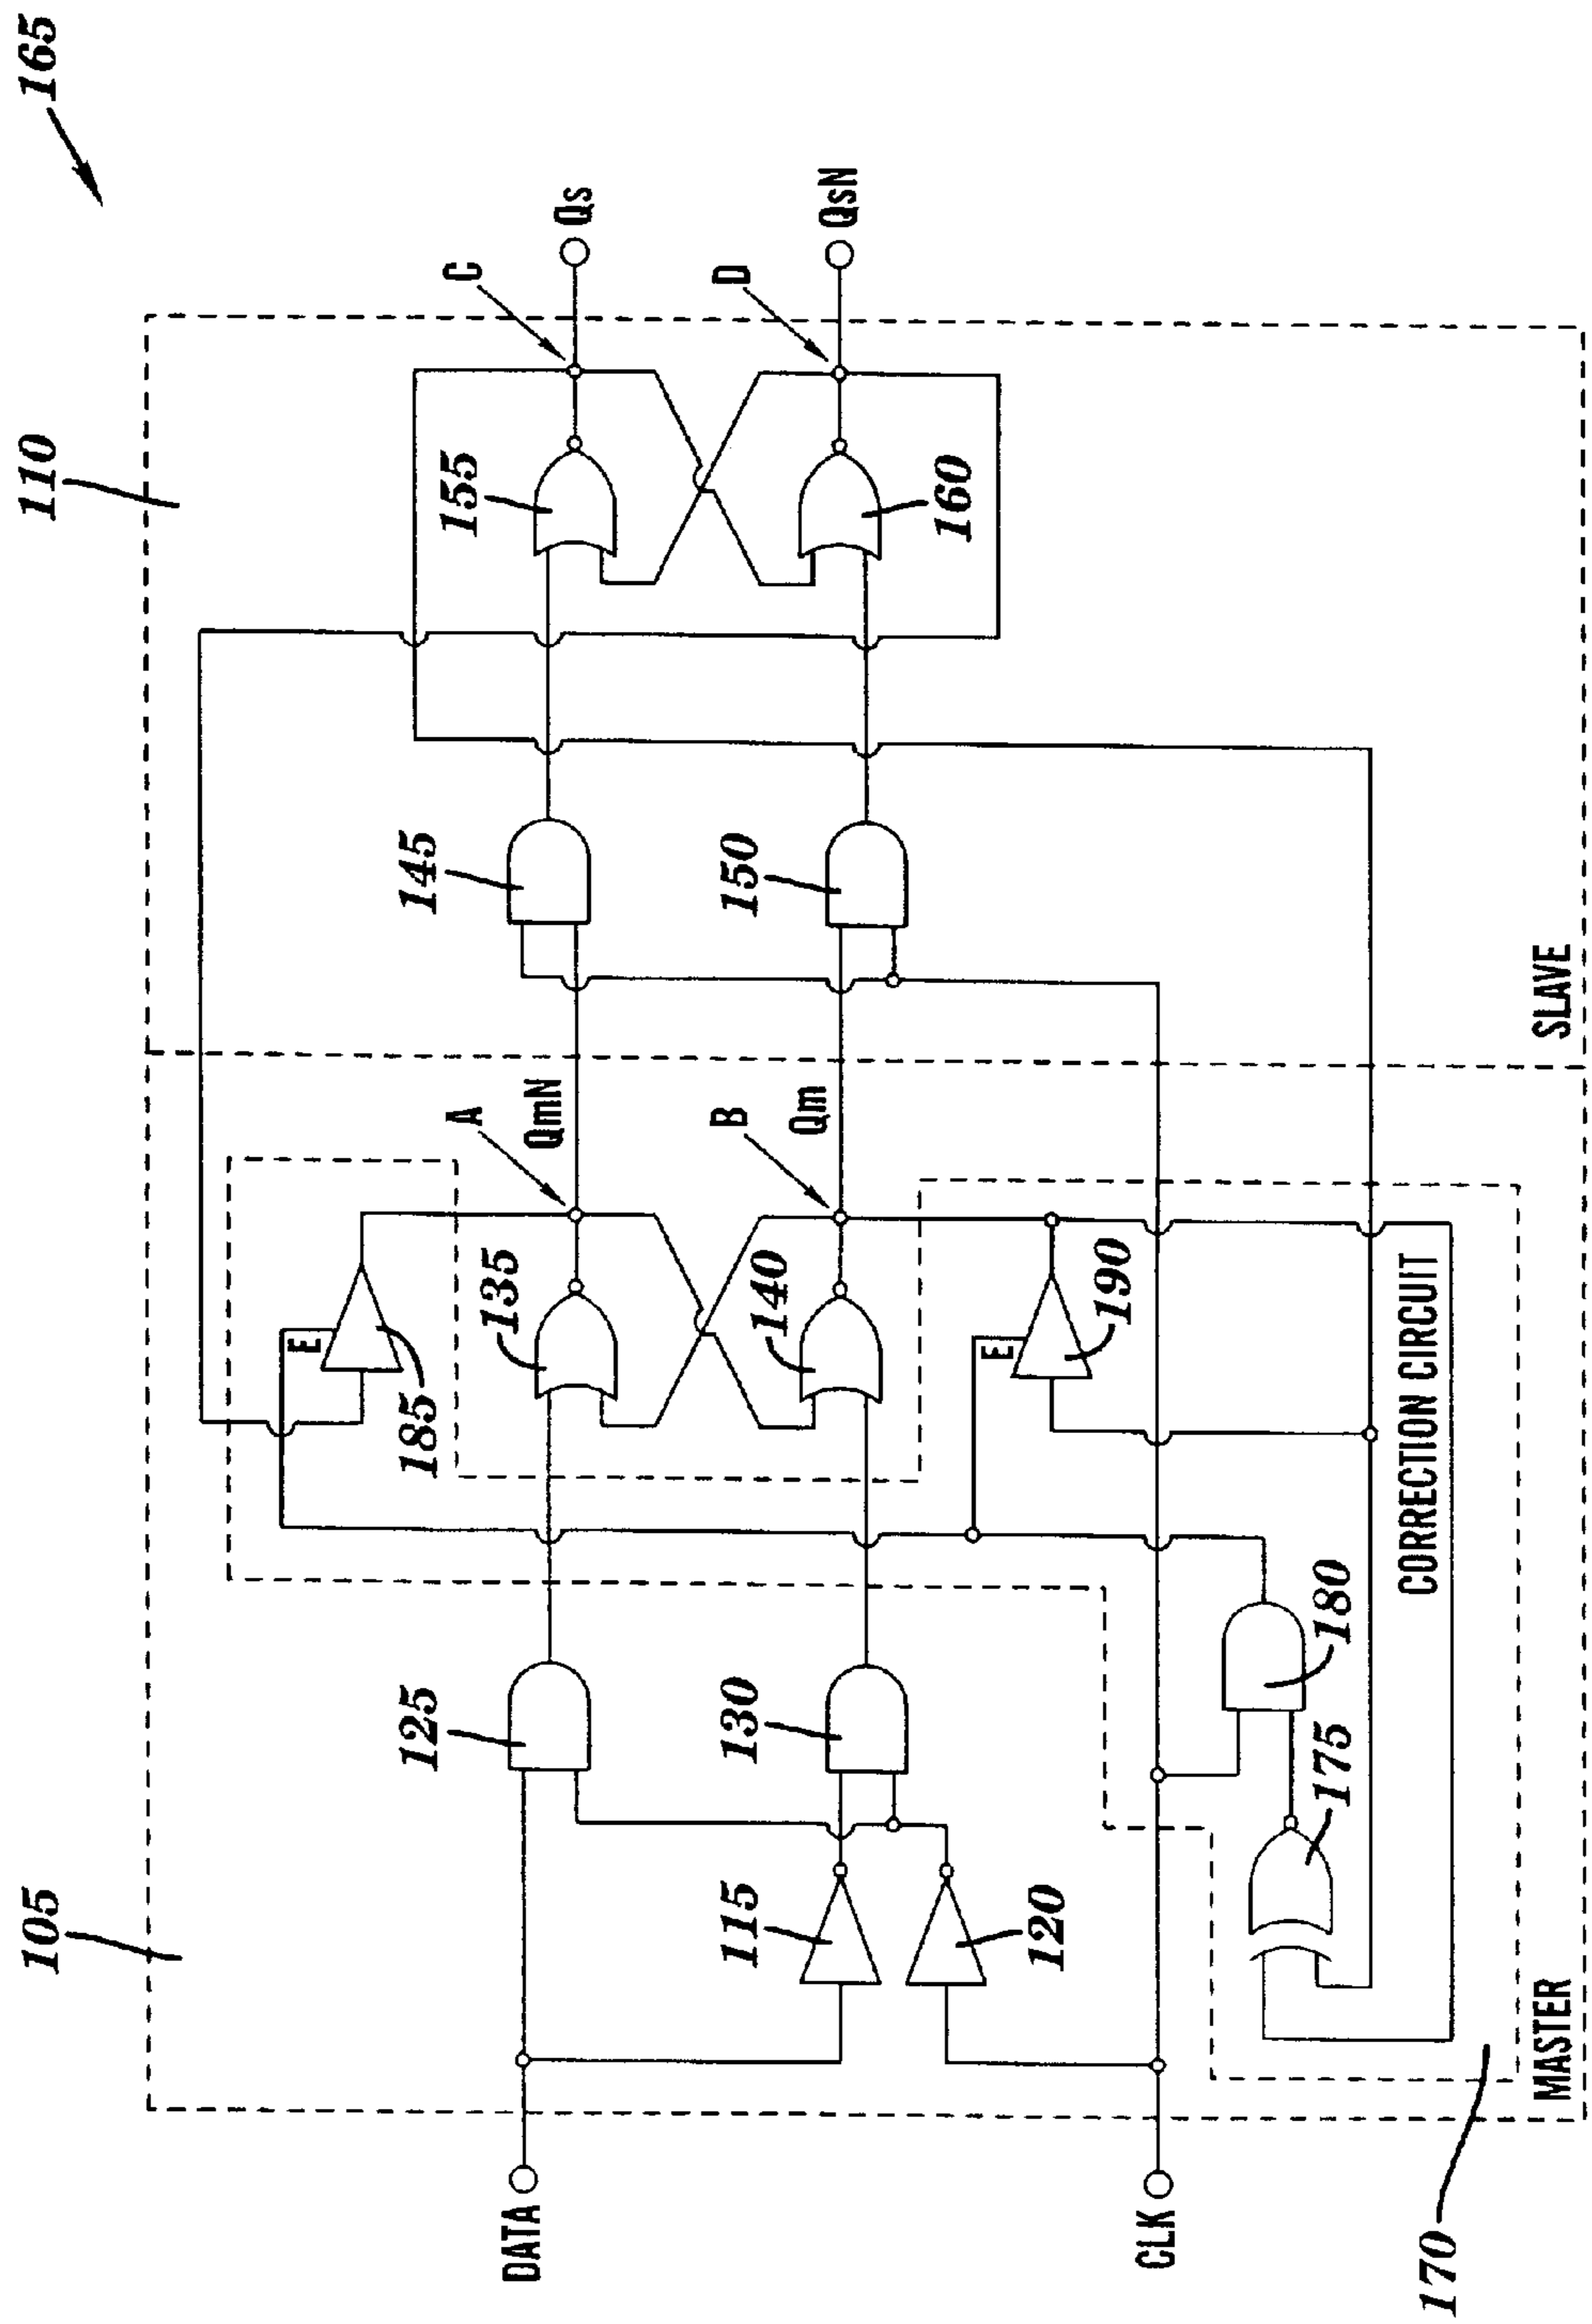 165
105
110
170
DATA
CLK
115
120
125
130
135
140
145
150
155
160
175
180
185
190
E
E
A
B
C
D
QmN
Qm
Qs
QsN
CORRECTION CIRCUIT
MASTER
SLAVE